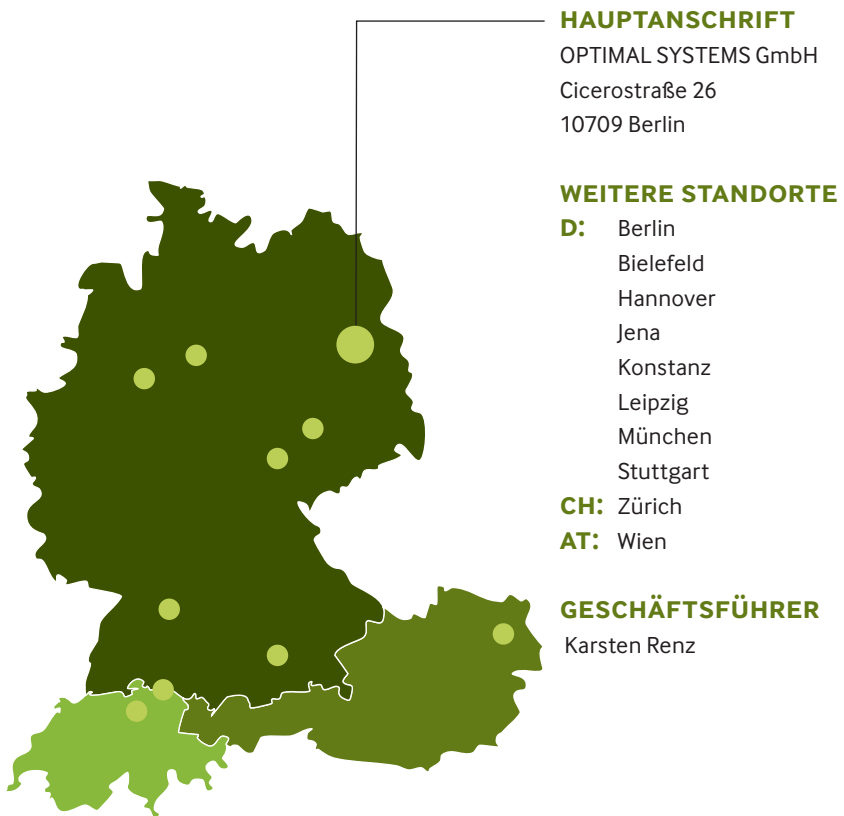 HAUPTANSCHRIFT
OPTIMAL SYSTEMS GmbH
Cicerostraße 26
10709 Berlin
WEITERE STANDORTE
D: Berlin
Bielefeld
Hannover
Jena
Konstanz
Leipzig
München
Stuttgart
CH: Zürich
AT: Wien
GESCHÄFTSFÜHRER
Karsten Renz